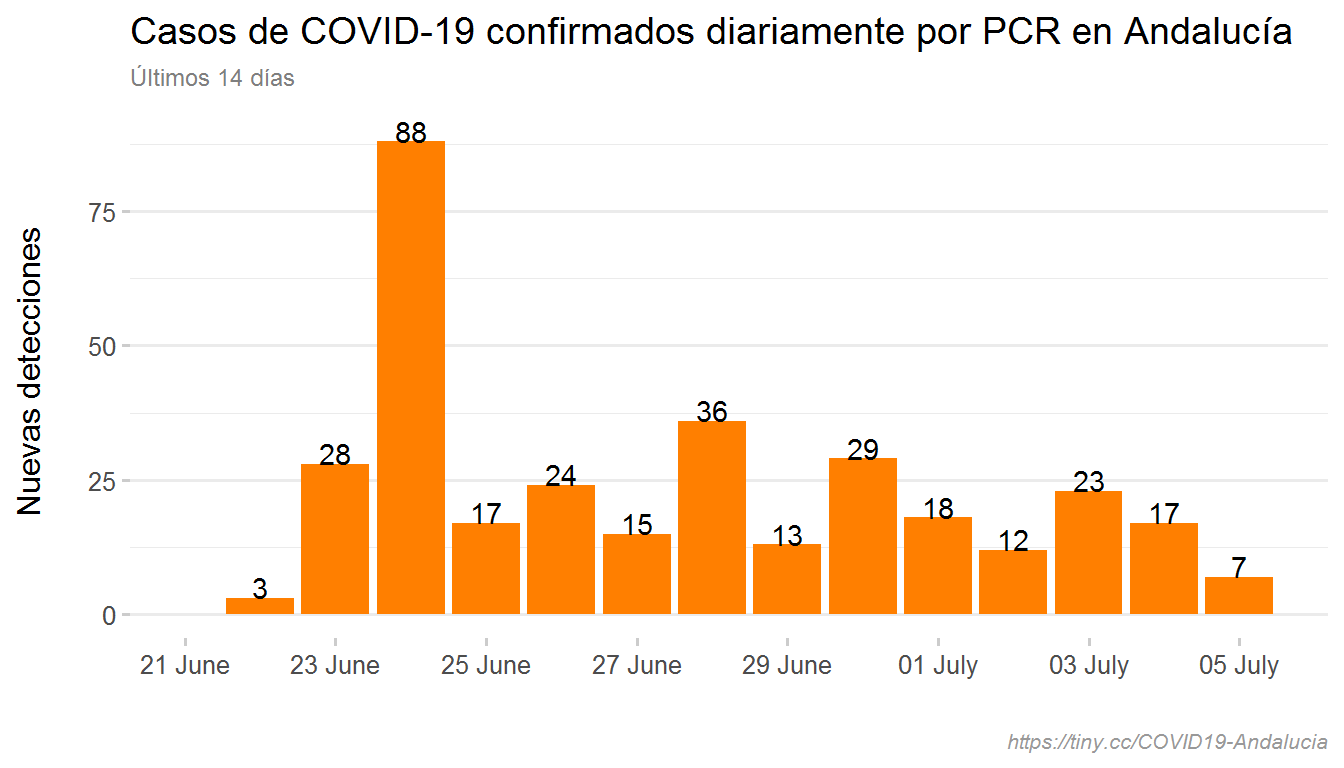 Casos de COVID-19 confirmados diariamente por PCR en Andalucía
Últimos 14 días
Nuevas detecciones
75
50
25
0
3
28
88
17
24
15
36
13
29
18
12
23
17
7
21 June
23 June
25 June
27 June
29 June
01 July
03 July
05 July
https://tiny.cc/COVID19-Andalucia